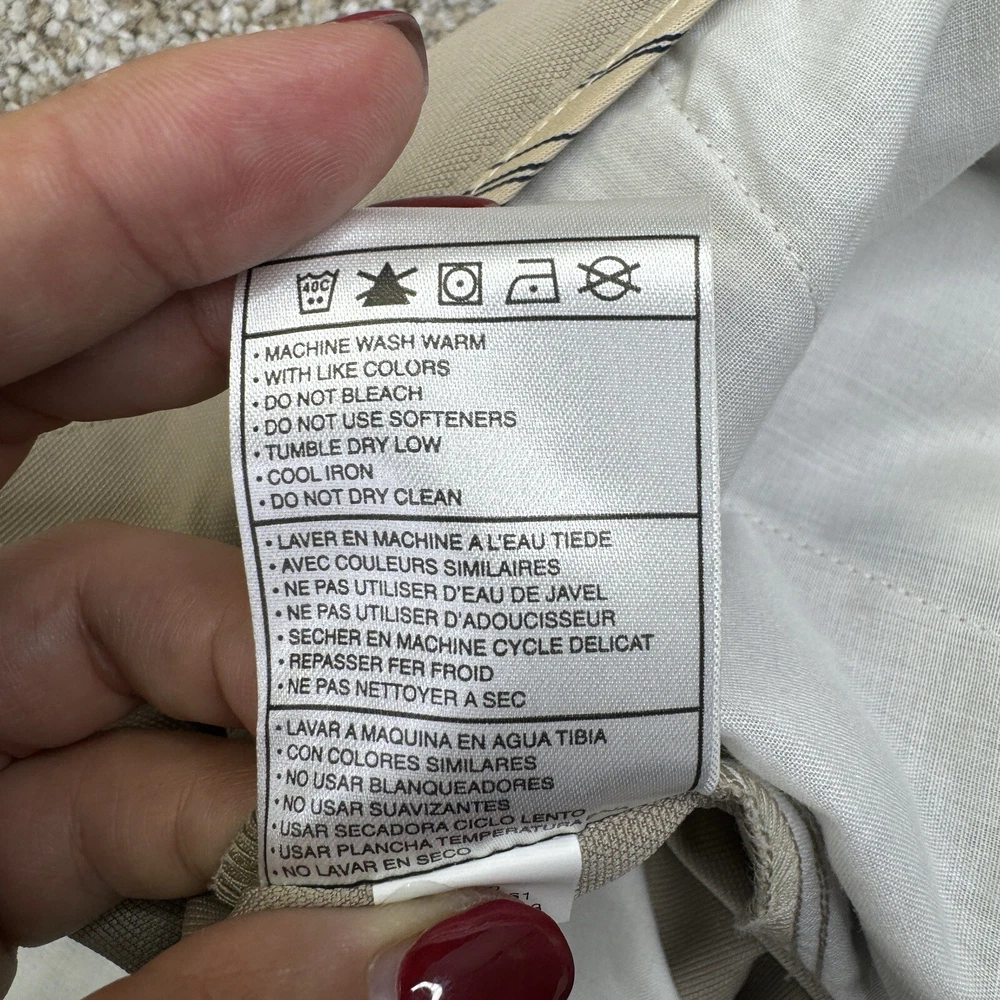 40C
• MACHINE WASH WARM
• WITH LIKE COLORS
• DO NOT BLEACH
• DO NOT USE SOFTENERS
• TUMBLE DRY LOW
• COOL IRON
• DO NOT DRY CLEAN
• LAVER EN MACHINE A L'EAU TIEDE
• AVEC COULEURS SIMILAIRES
• NE PAS UTILISER D'EAU DE JAVEL
• NE PAS UTILISER D'ADOUCISSEUR
• SECHER EN MACHINE CYCLE DELICAT
• REPASSER FER FROID
• NE PAS NETTOYER A SEC
• LAVAR A MAQUINA EN AGUA TIBIA
• CON COLORES SIMILARES
• NO USAR BLANQUEADORES
• NO USAR SUAVIZANTES
• USAR SECADORA CICLO LENTO
• USAR PLANCHA TEMPERATURA
• NO LAVAR EN SECO